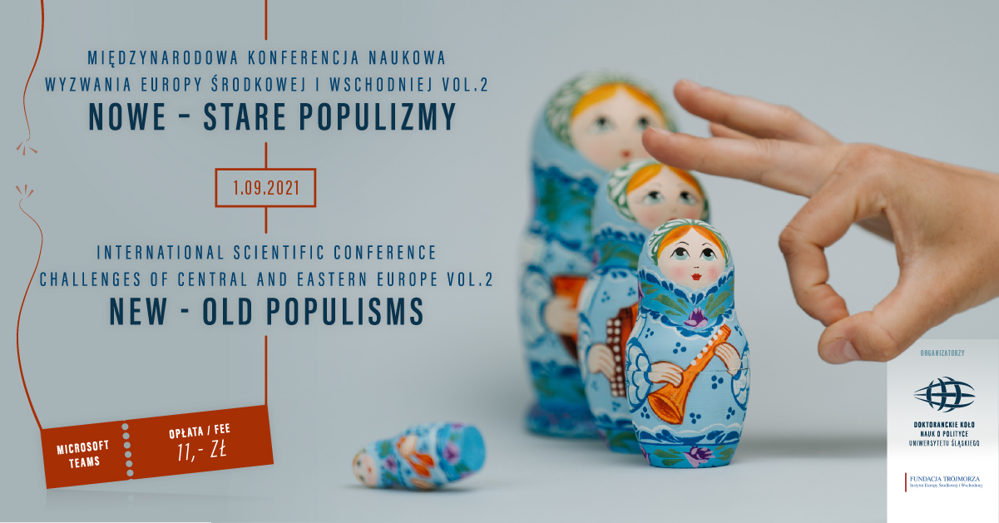 MIĘDZYNARODOWA KONFERENCJA NAUKOWA
WYZWANIA EUROPY ŚRODKOWEJ I WSCHODNIEJ VOL.2
NOWE – STARE POPULIZMY
1.09.2021
INTERNATIONAL SCIENTIFIC CONFERENCE
CHALLENGES OF CENTRAL AND EASTERN EUROPE VOL.2
NEW - OLD POPULISMS
MICROSOFT
TEAMS
OPŁATA / FEE
11,- ZŁ
ORGANIZATORZY
DOKTORANCKIE KOŁO
NAUK O POLITYCE
UNIWERSYTETU ŚLĄSKIEGO
FUNDACJA TRÓJMORZA
Instytut Europy Środkowej i Wschodniej